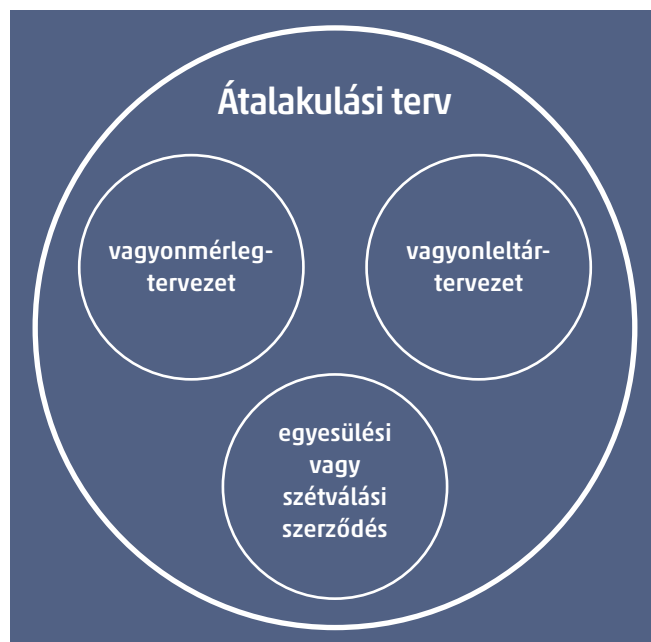 Átalakulási terv
vagyonmérleg-
tervezet
vagyonleltár-
tervezet
egyesülési
vagy
szétválási
szerződés